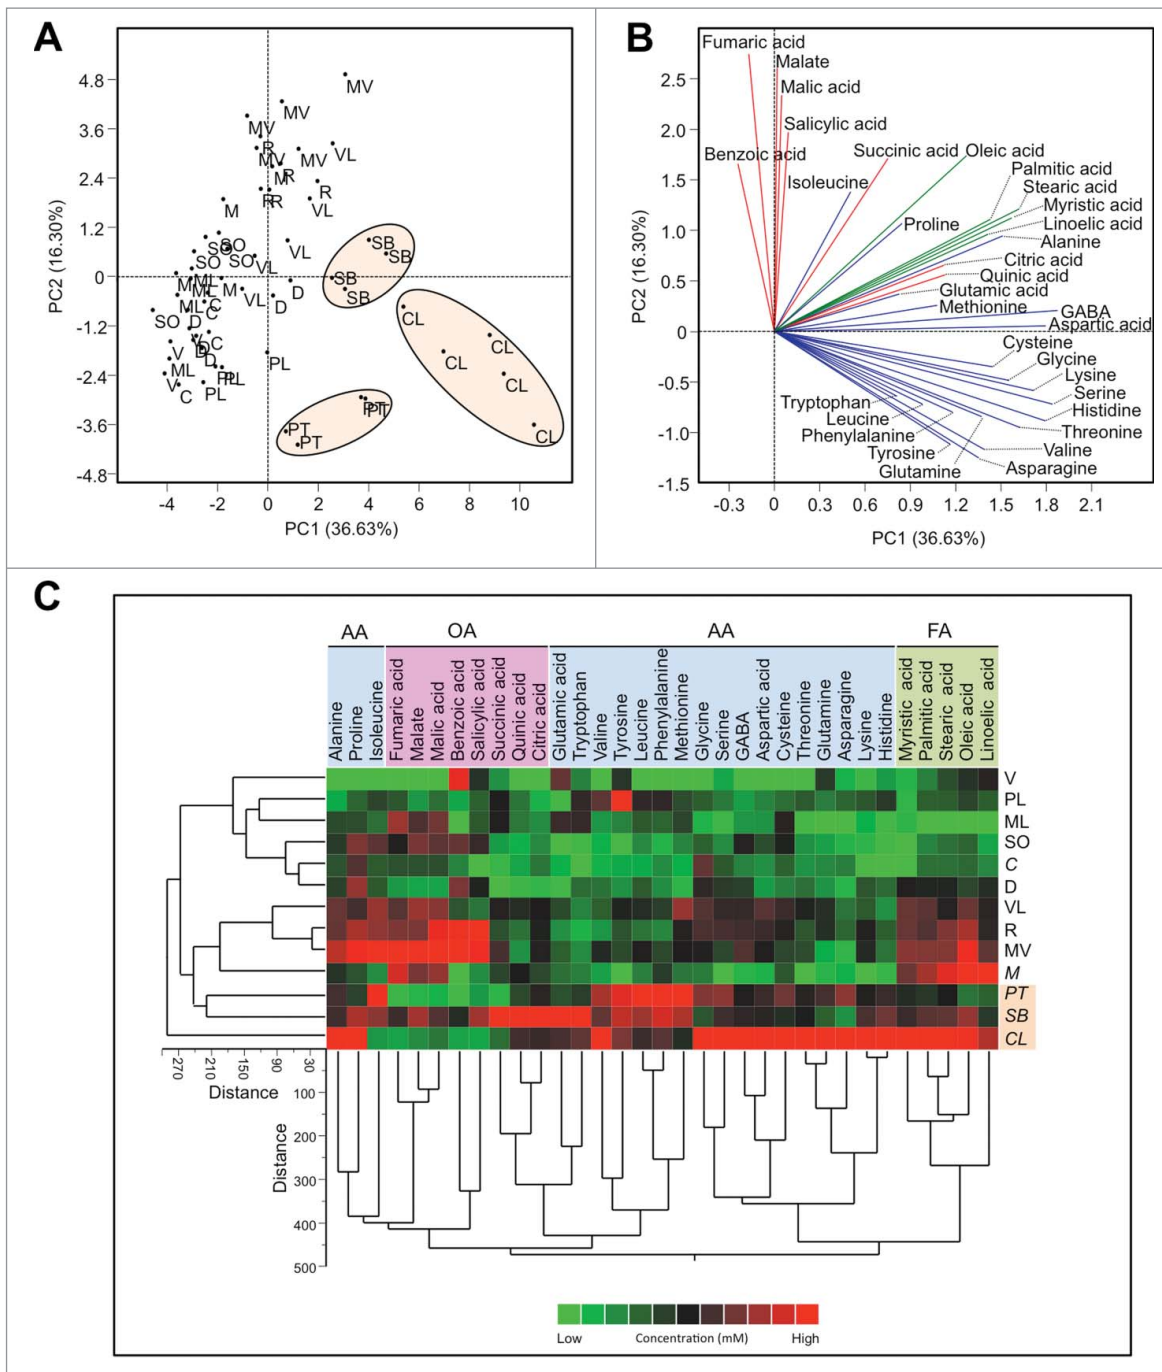 A
PC2 (16.30%)
4.8
3.6
2.4
1.2
0
-1.2
-2.4
-3.6
-4.8
-4
-2
0
2
4
6
8
10
PC1 (36.63%)
MV
MV
MV
R
MV
MV
VL
M
R
R
R
R
VL
M
SO
SO
SO
SO
VL
VL
SB
SB
SB
SB
M
ML
M
VL
D
D
ML
C
SO
D
C
V
ML
V
C
D
PL
PL
PL
CL
CL
CL
CL
CL
PT
PT
PT
PT
B
PC2 (16.30%)
2.5
2.0
1.5
1.0
0.5
0
-0.5
-1.0
-1.5
-0.3
0
0.3
0.6
0.9
1.2
1.5
1.8
2.1
PC1 (36.63%)
Fumaric acid
Malate
Malic acid
Salicylic acid
Benzoic acid
Succinic acid
Oleic acid
Isoleucine
Palmitic acid
Stearic acid
Myristic acid
Proline
Linoelic acid
Alanine
Citric acid
Quinic acid
Glutamic acid
Methionine
GABA
Aspartic acid
Cysteine
Glycine
Lysine
Serine
Tryptophan
Histidine
Leucine
Phenylalanine
Threonine
Tyrosine
Valine
Glutamine
Asparagine
C
AA
OA
AA
FA
Alanine
Proline
Isoleucine
Fumaric acid
Malate
Malic acid
Benzoic acid
Salicylic acid
Succinic acid
Quinic acid
Citric acid
Glutamic acid
Tryptophan
Valine
Tyrosine
Leucine
Phenylalanine
Methionine
Glycine
Serine
GABA
Aspartic acid
Cysteine
Threonine
Glutamine
Asparagine
Lysine
Histidine
Myristic acid
Palmitic acid
Stearic acid
Oleic acid
Linoelic acid
V
PL
ML
SO
C
D
VL
R
MV
M
PT
SB
CL
270
210
150
90
30
Distance
100
200
300
400
500
Distance
Low
Concentration (mM)
High